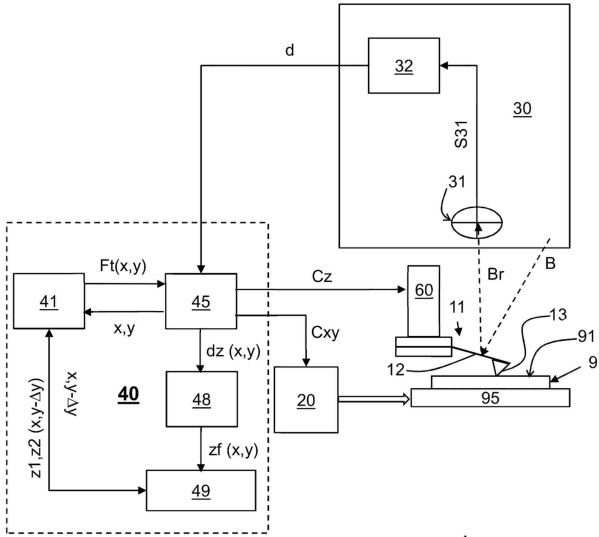 d
32
30
S31
31
Br
B
Ft(x,y)
41
45
Cz
60
11
13
91
x,y
Cxy
dz (x,y)
12
9
z1,z2 (x,y-Δy)
x,y-Δy
40
48
20
95
zf (x,y)
49